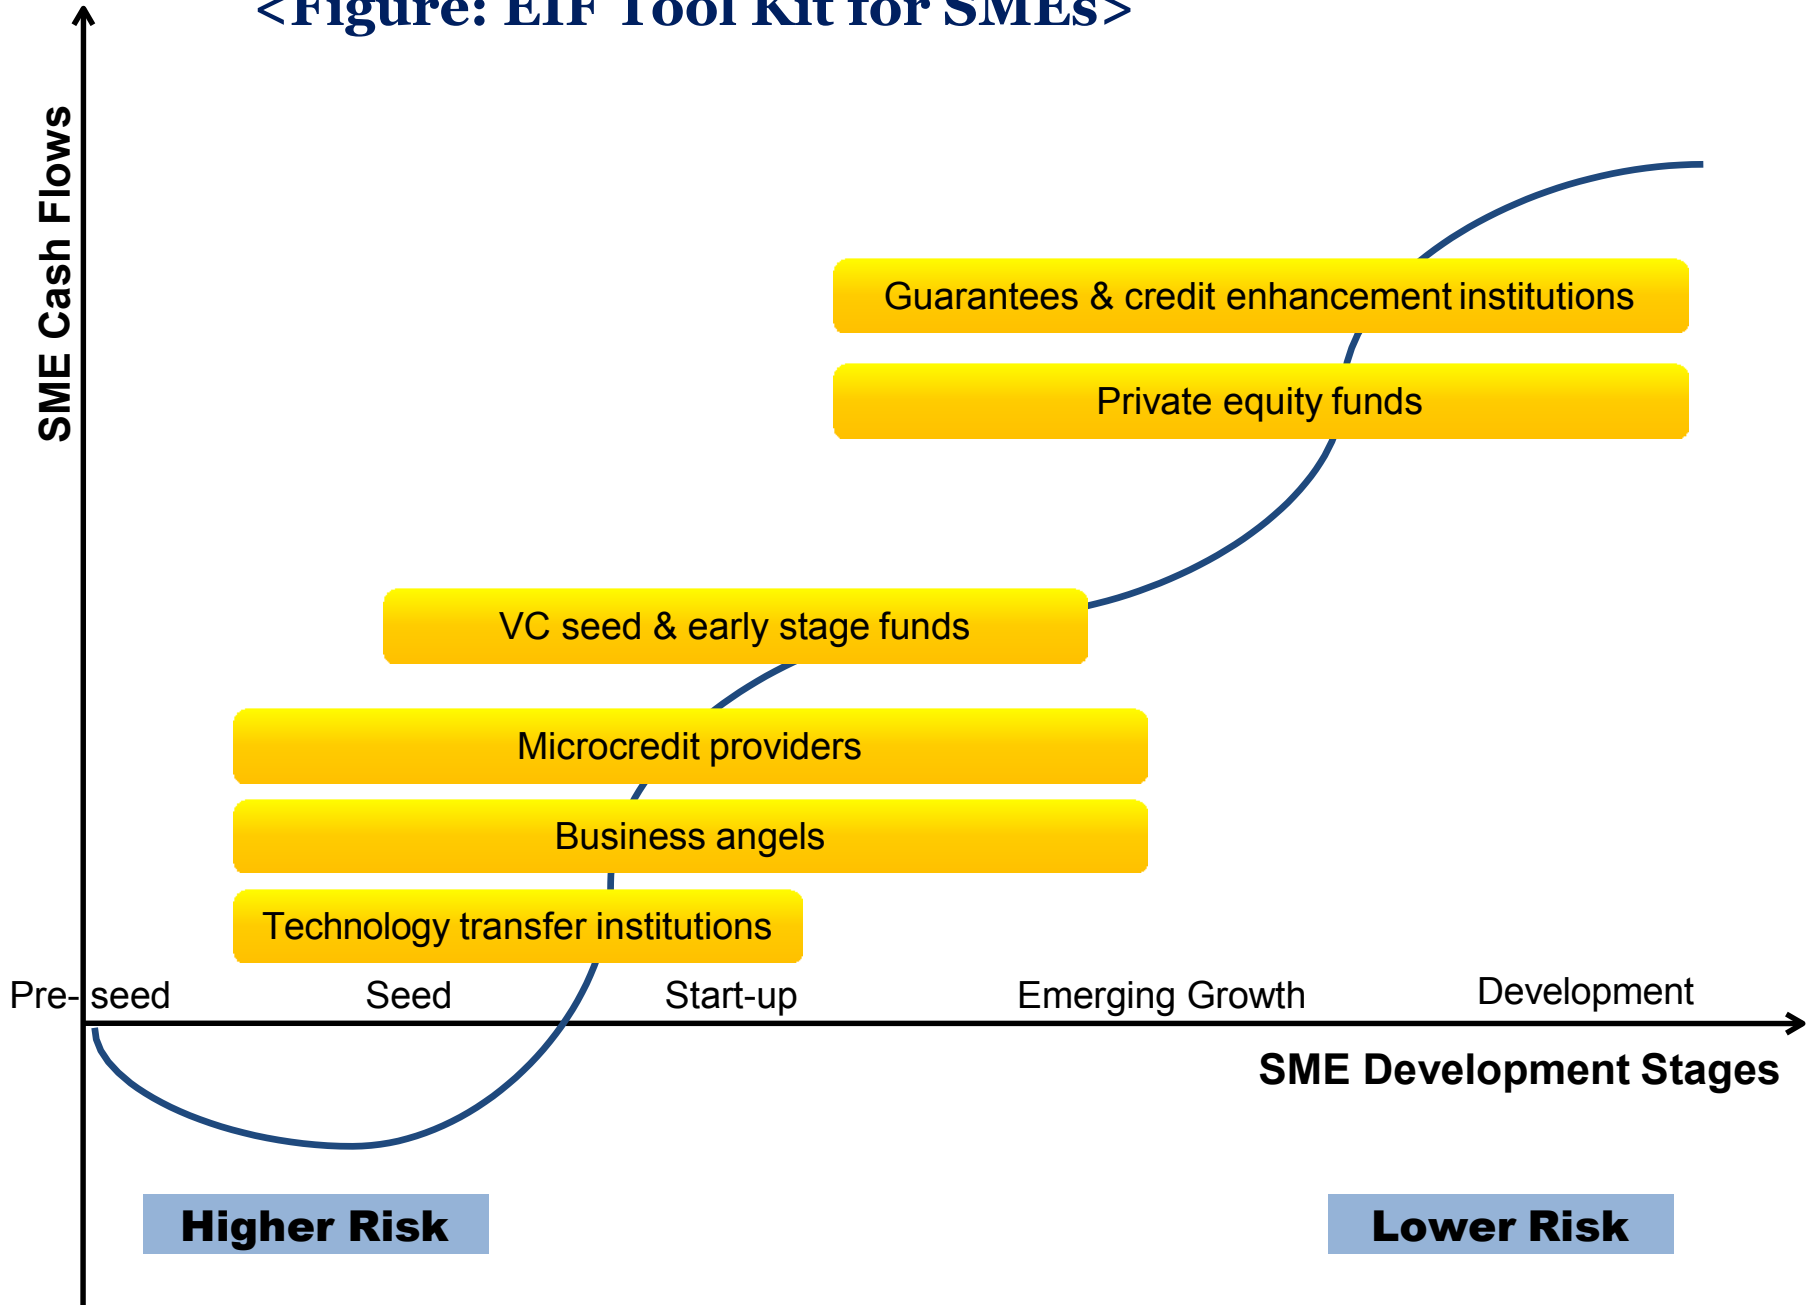 <Figure: EIF Tool Kit for SMEs>
SME Cash Flows
Guarantees & credit enhancement institutions
Private equity funds
VC seed & early stage funds
Microcredit providers
Business angels
Technology transfer institutions
Pre-seed
Seed
Start-up
Emerging Growth
Development
SME Development Stages
Higher Risk
Lower Risk